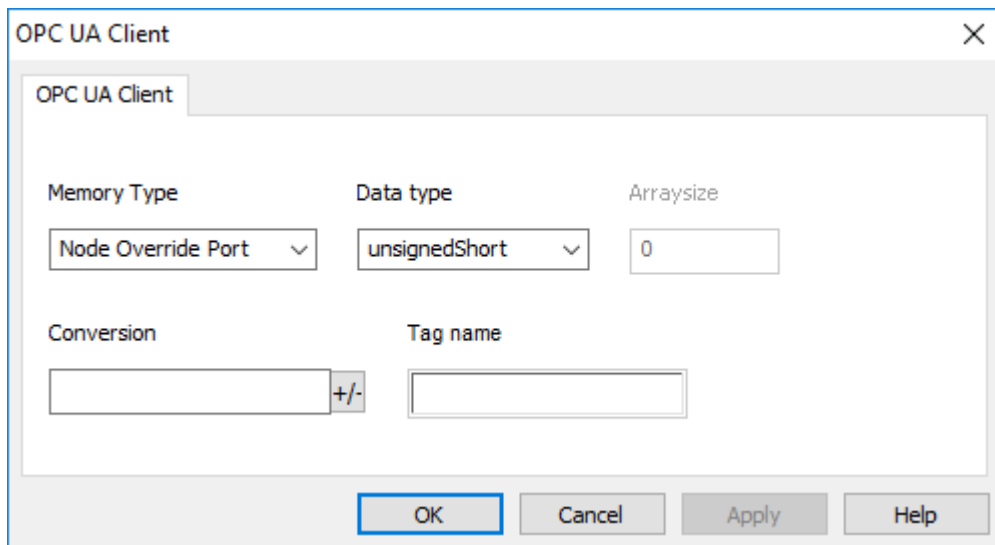 OPC UA Client
OPC UA Client
Memory Type Data type Arraysize
Node Override Port unsignedShort 0
Conversion Tag name
+/-
OK Cancel Apply Help